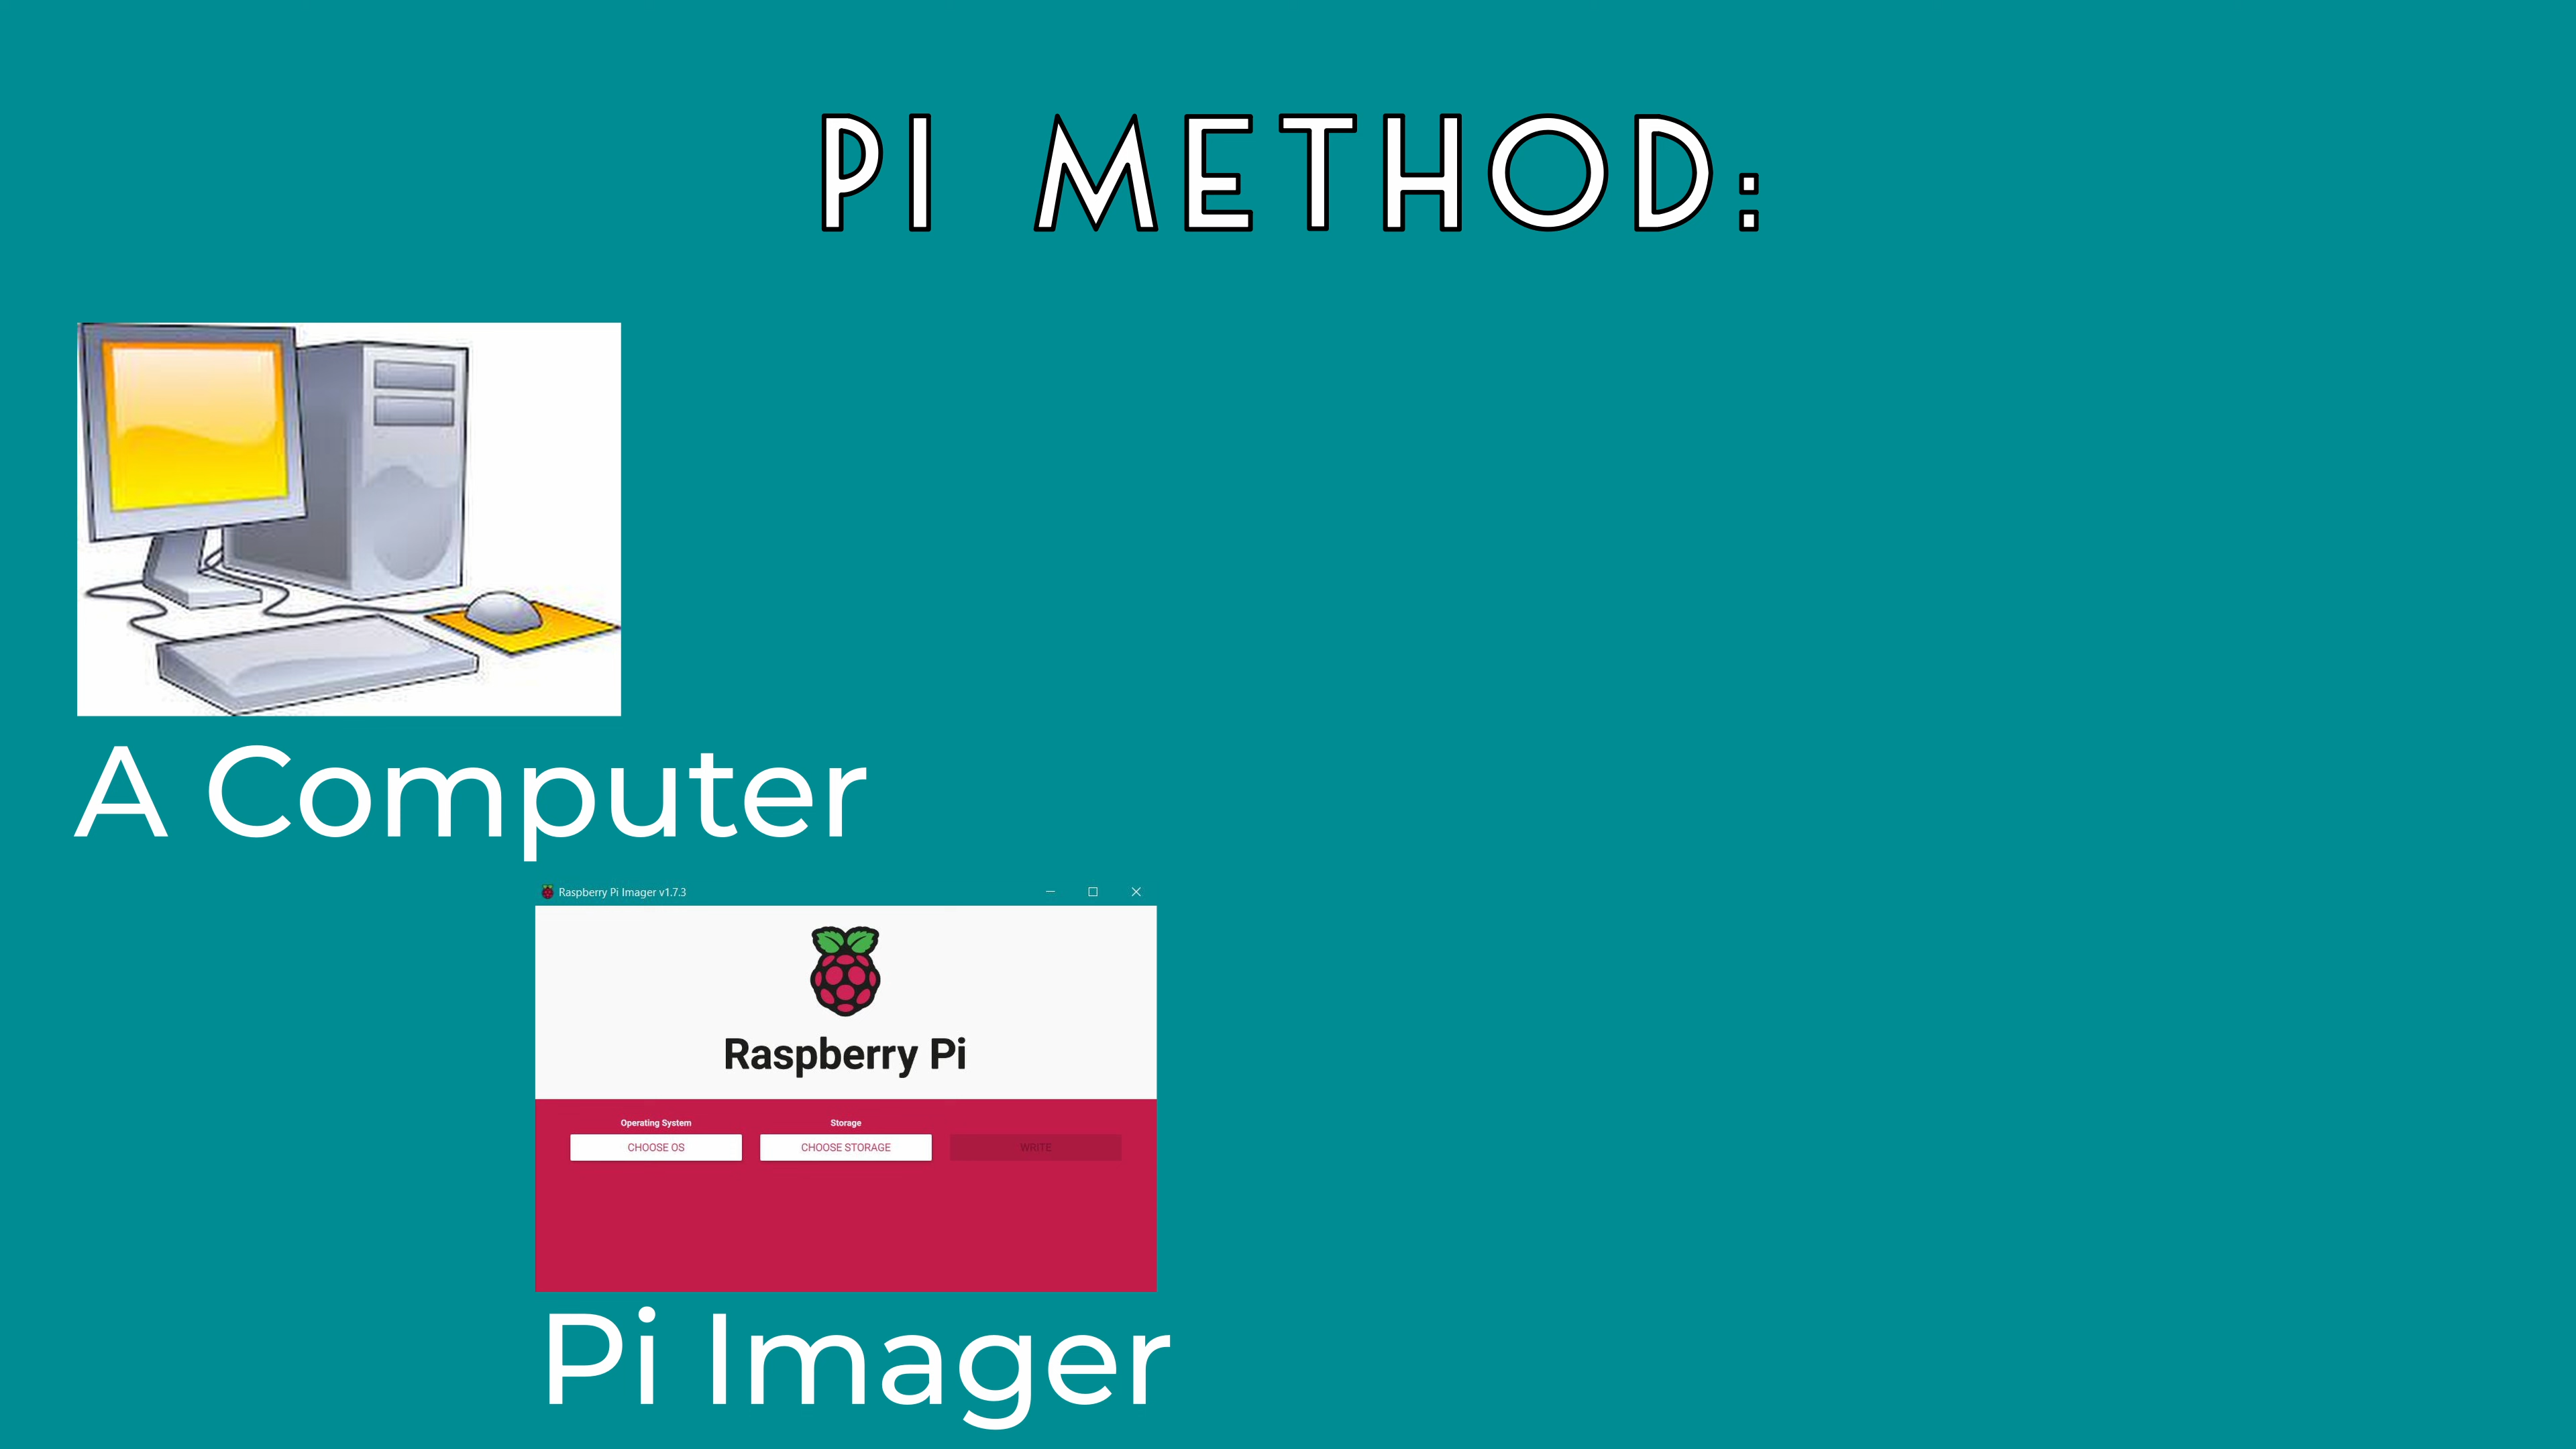 PI METHOD:
A Computer
Raspberry Pi Imager v1.7.3
Raspberry Pi
Operating System
Storage
CHOOSE OS
CHOOSE STORAGE
WRITE
Pi Imager